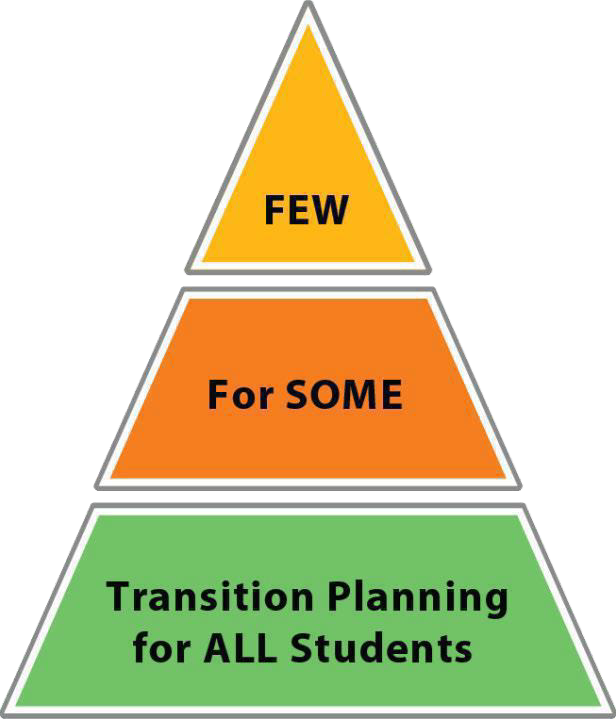 FEW
For SOME
Transition Planning
for ALL Students